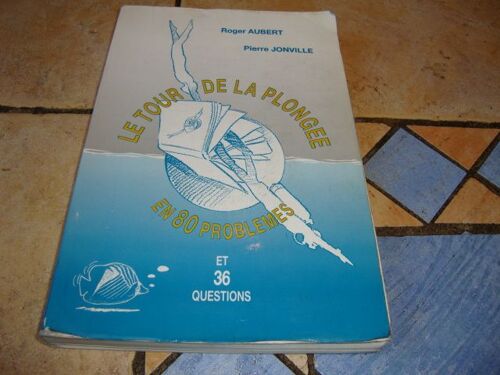 Roger AUBERT
Pierre JONVILLE
LE TOUR DE LA PLONGEE
EN 80 PROBLEMES
ET
36
QUESTIONS